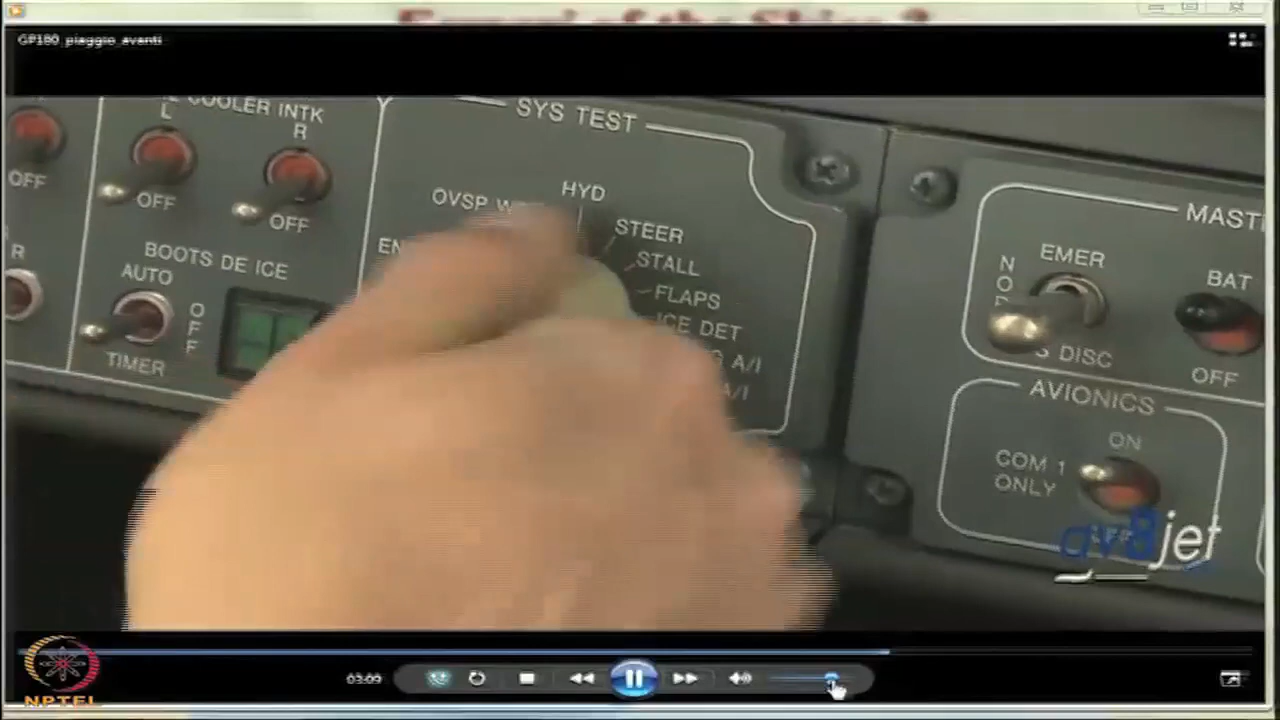 GP180_piaggio_avanti
COOLER INTK
L
R
OFF
OFF
OFF
R
BOOTS DE ICE
AUTO
OFF
TIMER
SYS TEST
OVSP
HYD
STEER
STALL
FLAPS
ICE DET
A/I
A/I
EMER
BAT
OFF
DISC
AVIONICS
ON
COM 1
ONLY
av8jet
03:09
NPTEL